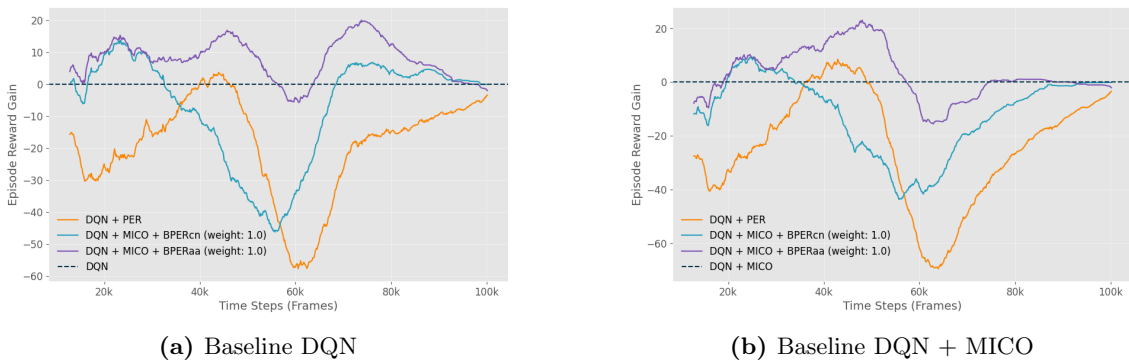 20
10
0
−10
−20
−30
−40
−50
−60
Episode Reward Gain
DQN + PER
DQN + MICO + BPERcn (weight: 1.0)
DQN + MICO + BPERaa (weight: 1.0)
DQN
20k 40k 60k 80k 100k
Time Steps (Frames)
(a) Baseline DQN
20
0
−20
−40
−60
Episode Reward Gain
DQN + PER
DQN + MICO + BPERcn (weight: 1.0)
DQN + MICO + BPERaa (weight: 1.0)
DQN + MICO
20k 40k 60k 80k 100k
Time Steps (Frames)
(b) Baseline DQN + MICO